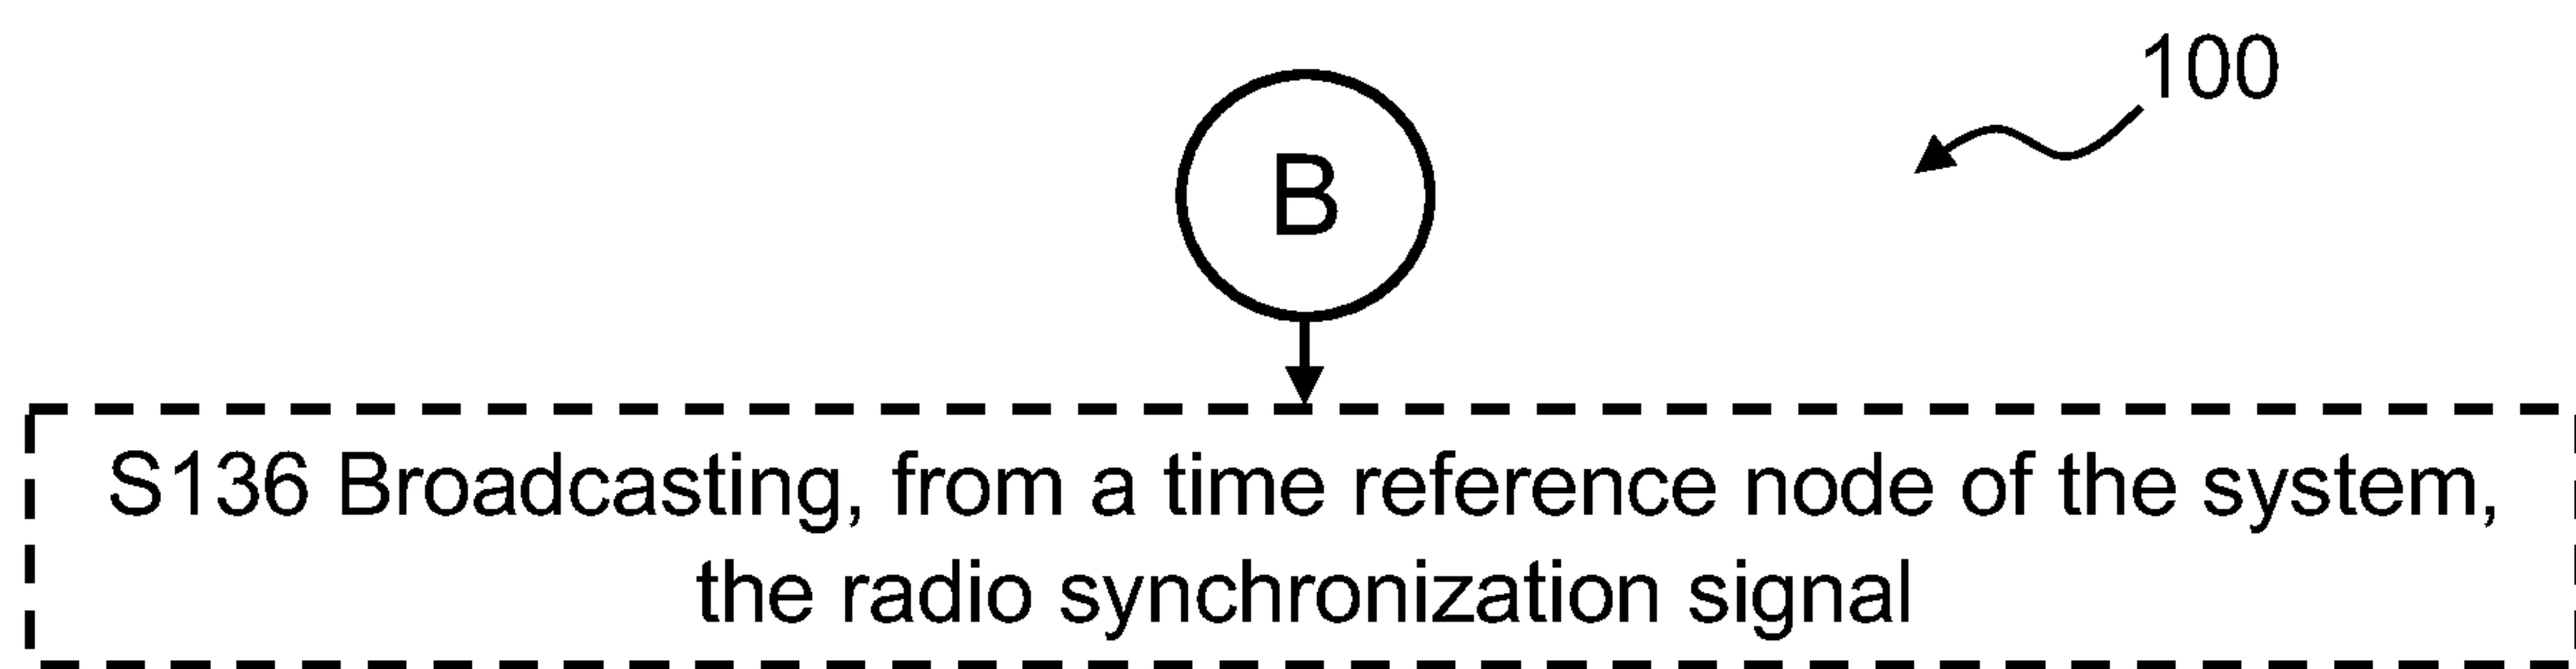 100
B
S136 Broadcasting, from a time reference node of the system,
the radio synchronization signal